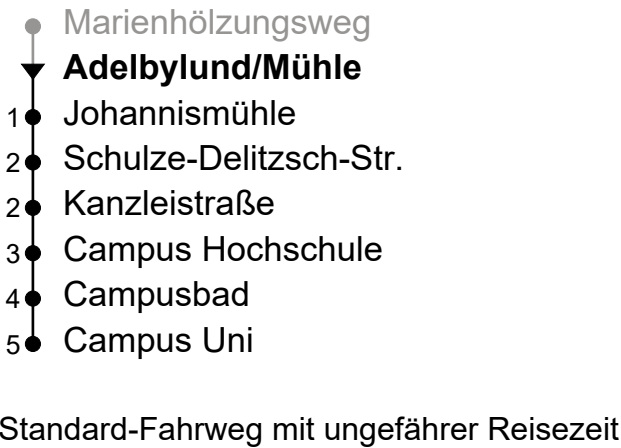 Marienhölzungsweg
Adelbylund/Mühle
1 Johannismühle
2 Schulze-Delitzsch-Str.
2 Kanzleistraße
3 Campus Hochschule
4 Campusbad
5 Campus Uni
Standard-Fahrweg mit ungefährer Reisezeit